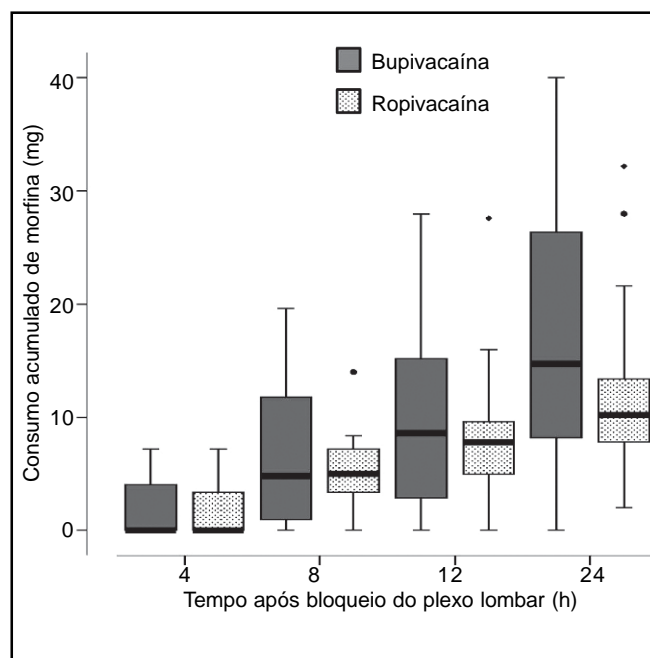 Bupivacaína
Ropivacaína
Consumo acumulado de morfina (mg)
40
30
20
10
0
4 8 12 24
Tempo após bloqueio do plexo lombar (h)